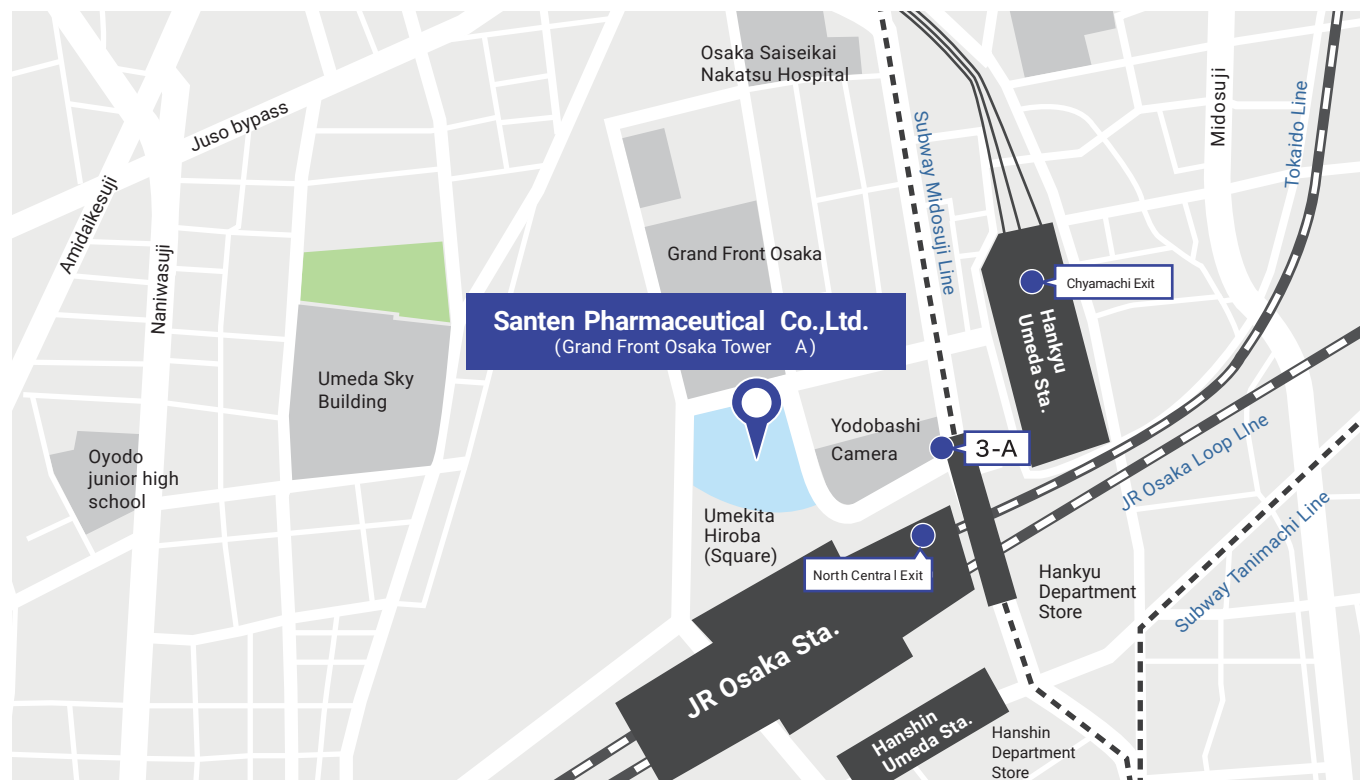 Osaka Saiseikai
Nakatsu Hospital
Juso bypass
Midosuji
Tokaido Line
Subway Midosuji Line
Amidaikesuji
Naniwasuji
Grand Front Osaka
Chyamachi Exit
Santen Pharmaceutical Co.,Ltd.
(Grand Front Osaka Tower A)
Hankyu
Umeda Sta.
Umeda Sky
Building
Yodobashi
Camera
3-A
JR Osaka Loop LIne
Oyodo
junior high
school
Umekita
Hiroba
(Square)
Subway Tanimachi Line
North Central Exit
Hankyu
Department
Store
JR Osaka Sta.
Hanshin
Umeda Sta.
Hanshin
Department
Store